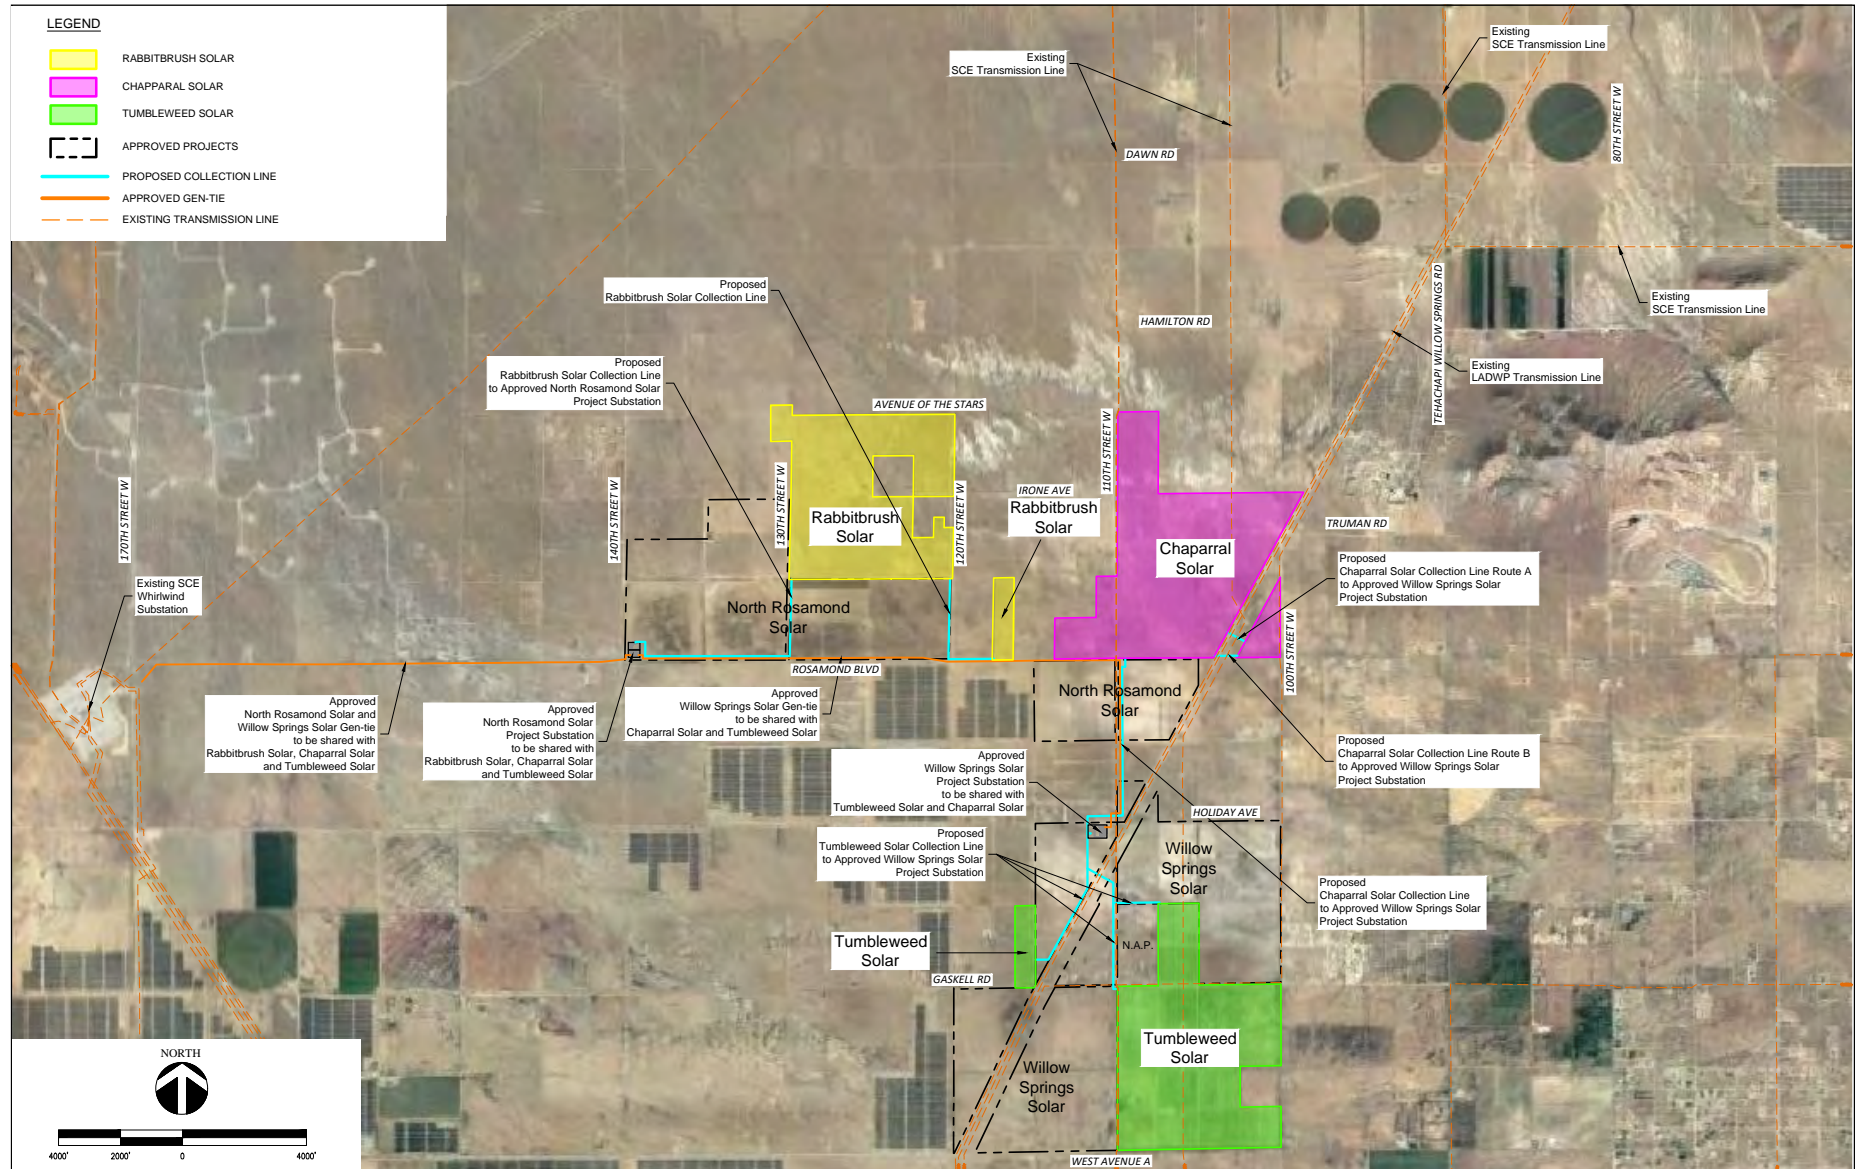 LEGEND
RABBITBRUSH SOLAR
CHAPPARAL SOLAR
TUMBLEWEED SOLAR
APPROVED PROJECTS
PROPOSED COLLECTION LINE
APPROVED GEN-TIE
EXISTING TRANSMISSION LINE
Existing
SCE Transmission Line
Existing
SCE Transmission Line
80TH STREET W
DAWN RD
Proposed
Rabbitbrush Solar Collection Line
HAMILTON RD
TEHACHAPI WILLOW SPRINGS RD
Existing
SCE Transmission Line
Existing
LADWP Transmission Line
Proposed
Rabbitbrush Solar Collection Line
to Approved North Rosamond Solar
Project Substation
AVENUE OF THE STARS
110TH STREET W
170TH STREET W
140TH STREET W
130TH STREET W
120TH STREET W
IRONE AVE
Rabbitbrush
Solar
Rabbitbrush
Solar
TRUMAN RD
Chaparral
Solar
Proposed
Chaparral Solar Collection Line Route A
to Approved Willow Springs Solar
Project Substation
Existing SCE
Whirlwind
Substation
North Rosamond
Solar
100TH STREET W
ROSAMOND BLVD
Approved
North Rosamond Solar and
Willow Springs Solar Gen-tie
to be shared with
Rabbitbrush Solar, Chaparral Solar
and Tumbleweed Solar
Approved
North Rosamond Solar
Project Substation
to be shared with
Rabbitbrush Solar, Chaparral Solar
and Tumbleweed Solar
Approved
Willow Springs Solar Gen-tie
to be shared with
Chaparral Solar and Tumbleweed Solar
North Rosamond
Solar
Proposed
Chaparral Solar Collection Line Route B
to Approved Willow Springs Solar
Project Substation
Approved
Willow Springs Solar
Project Substation
to be shared with
Tumbleweed Solar and Chaparral Solar
HOLIDAY AVE
Proposed
Tumbleweed Solar Collection Line
to Approved Willow Springs Solar
Project Substation
Willow
Springs
Solar
Proposed
Chaparral Solar Collection Line
to Approved Willow Springs Solar
Project Substation
Tumbleweed
Solar
N.A.P.
GASKELL RD
Tumbleweed
Solar
Willow
Springs
Solar
WEST AVENUE A
NORTH
4000' 2000' 0 4000'